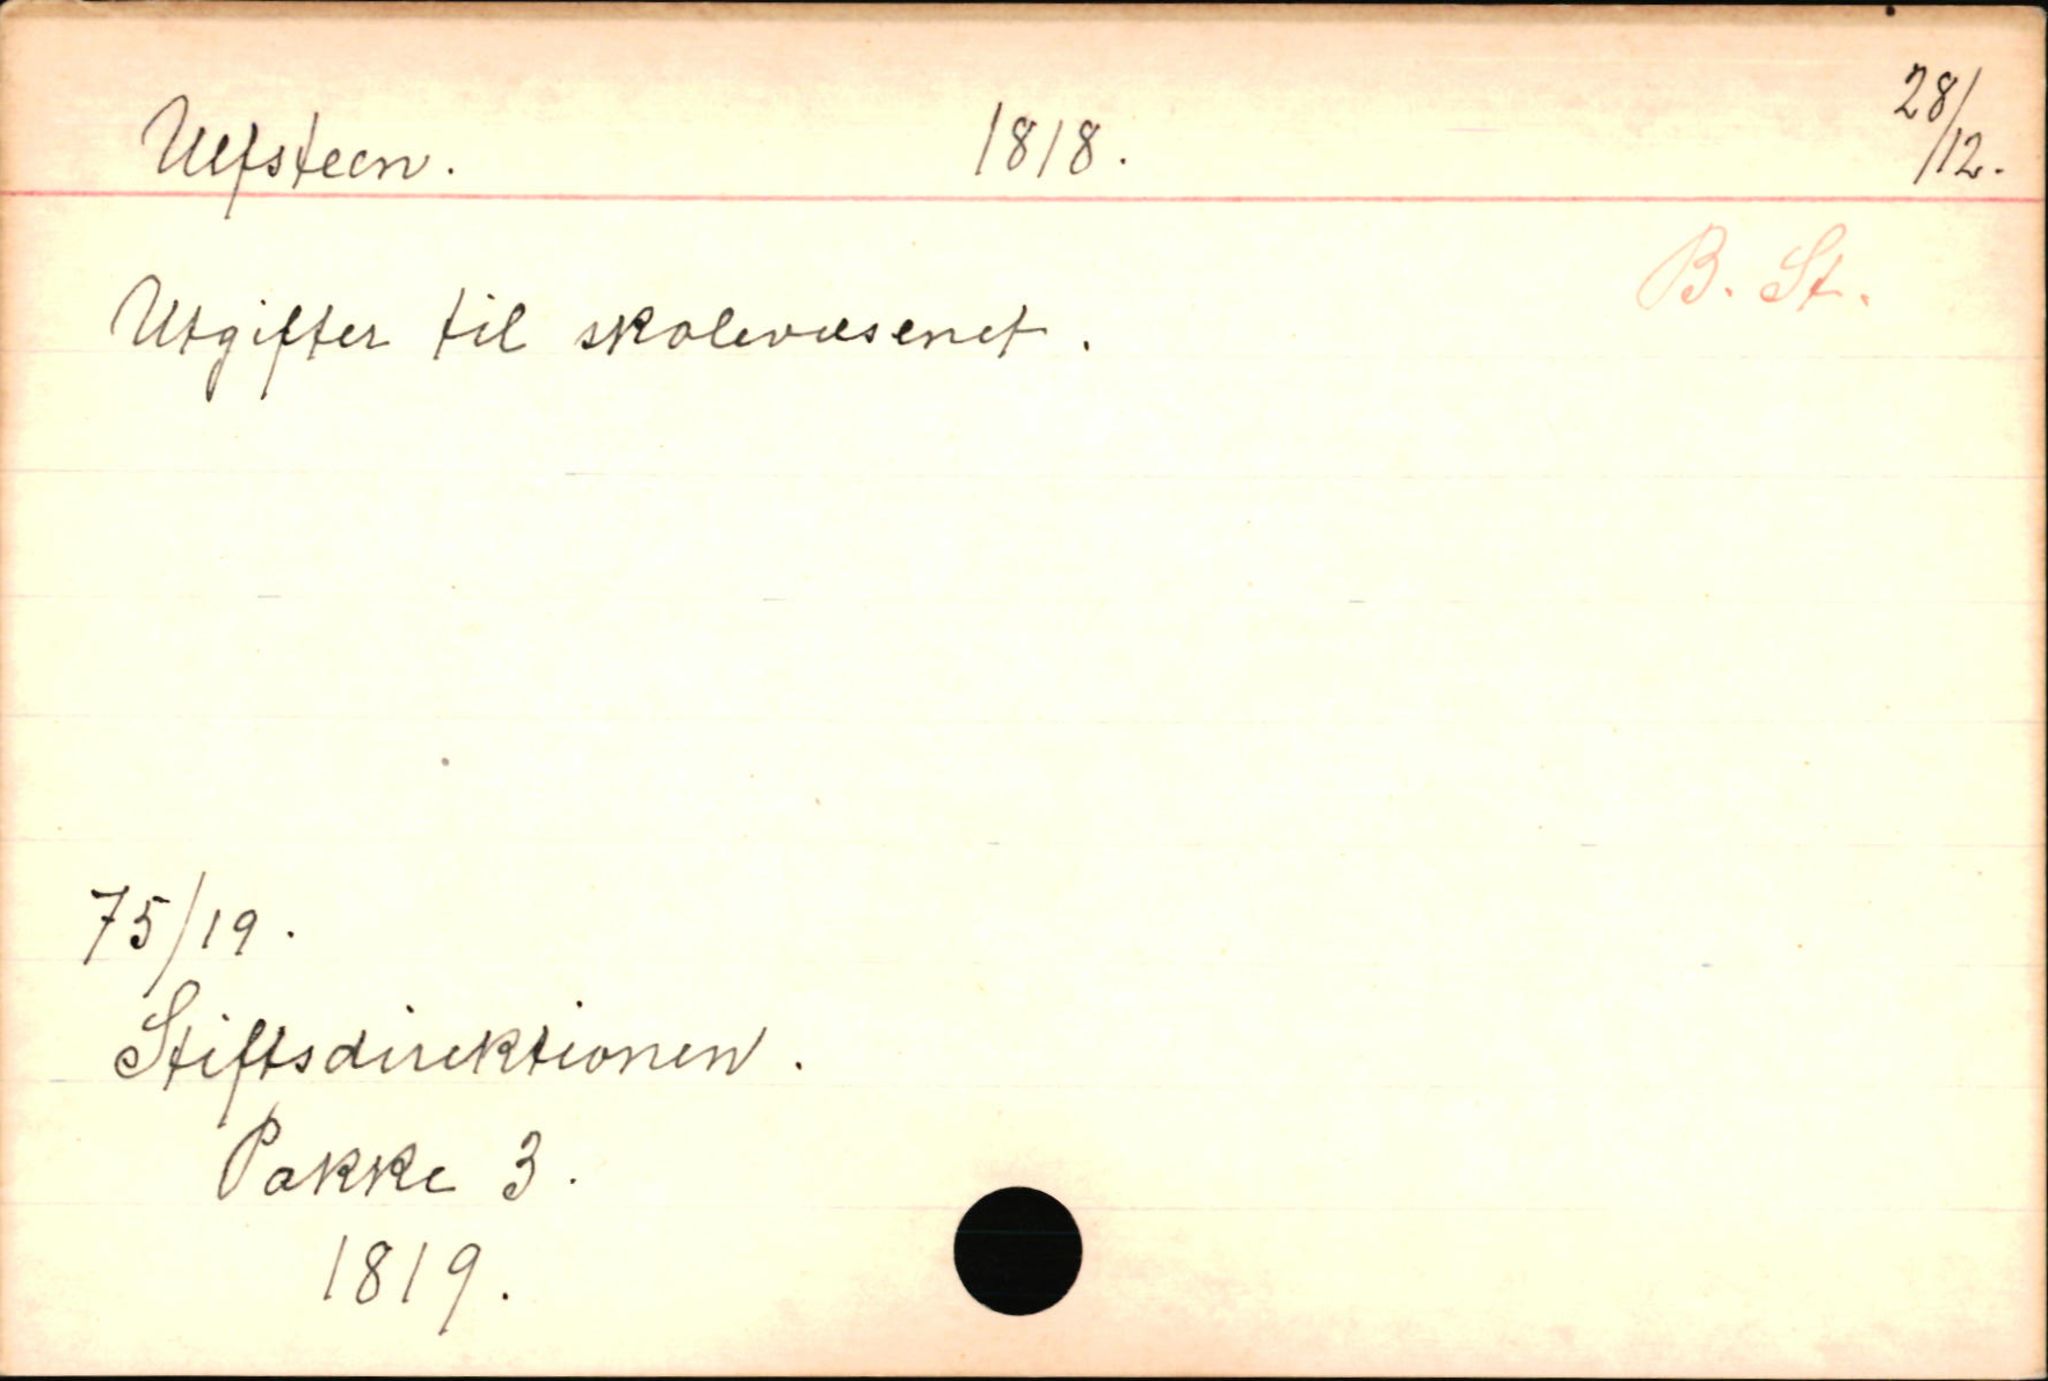 Ulfsteen. 1818. 28/12.
B. St.
Utgifter til skolevæsenet.
75/19.
Stiftsdirektionen.
Pakke 3.
1819.